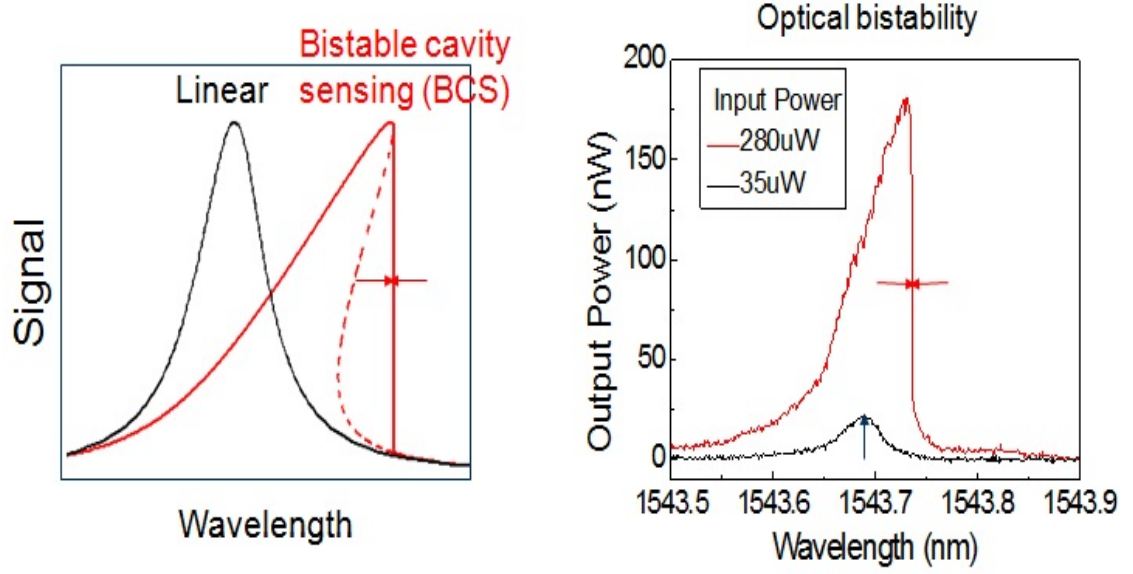 Bistable cavity
sensing (BCS)
Linear
Signal
Wavelength
Optical bistability
200
150
100
50
0
Input Power
280uW
35uW
Output Power (nW)
1543.5 1543.6 1543.7 1543.8 1543.9
Wavelength (nm)